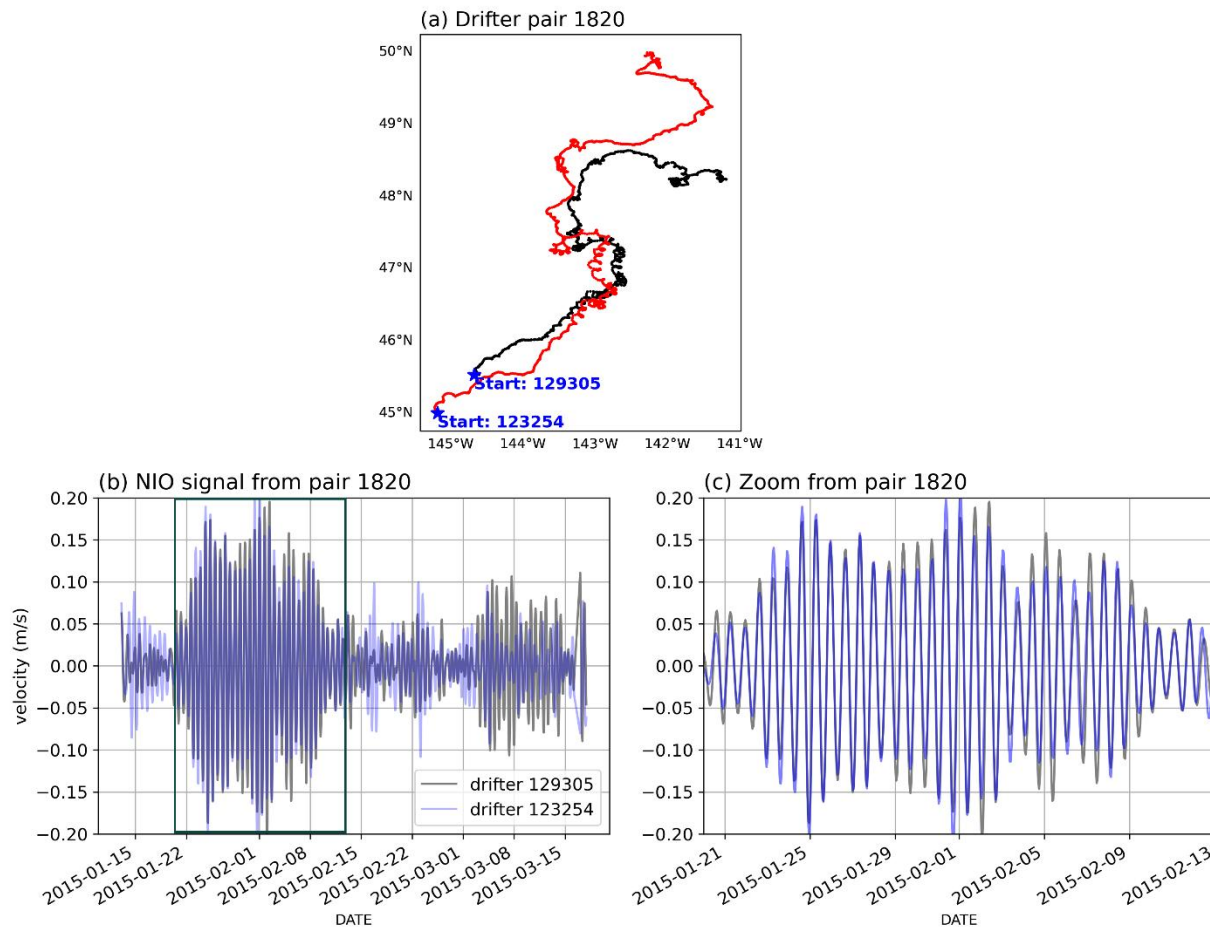 (a) Drifter pair 1820
50°N
49°N
48°N
47°N
46°N
45°N
Start: 129305
Start: 123254
145°W 144°W 143°W 142°W 141°W
(b) NIO signal from pair 1820
0.20
0.15
0.10
0.05
0.00
−0.05
−0.10
−0.15
−0.20
velocity (m/s)
drifter 129305
drifter 123254
2015-01-15 2015-01-22 2015-02-01 2015-02-08 2015-02-15 2015-02-22 2015-03-01 2015-03-08 2015-03-15
DATE
(c) Zoom from pair 1820
0.20
0.15
0.10
0.05
0.00
−0.05
−0.10
−0.15
−0.20
2015-01-21 2015-01-25 2015-01-29 2015-02-01 2015-02-05 2015-02-09 2015-02-13
DATE